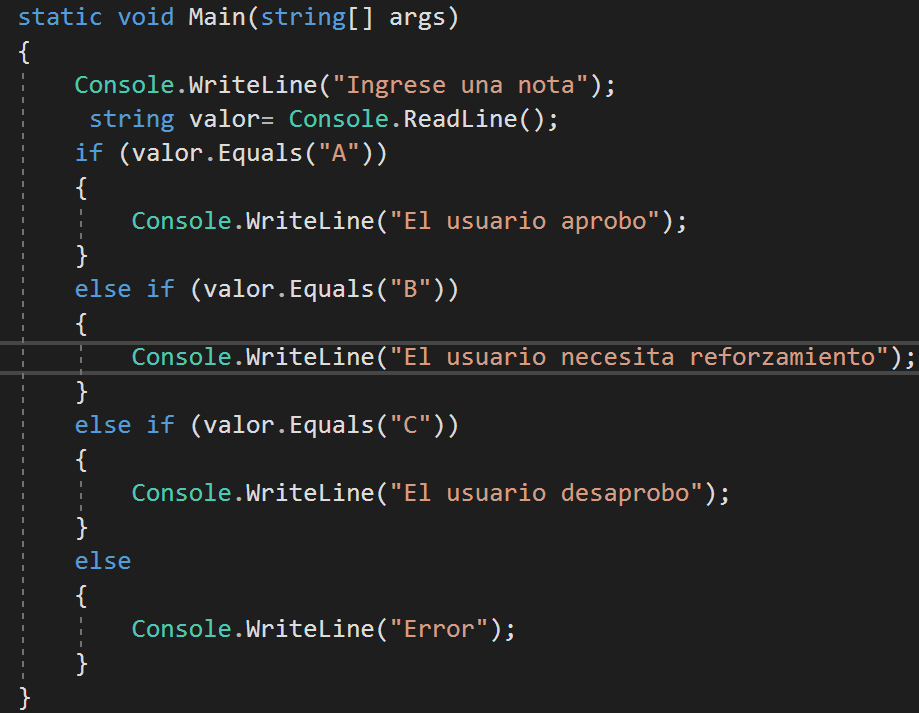 static void Main(string[] args)
{
    Console.WriteLine("Ingrese una nota");
     string valor= Console.ReadLine();
    if (valor.Equals("A"))
    {
        Console.WriteLine("El usuario aprobo");
    }
    else if (valor.Equals("B"))
    {
        Console.WriteLine("El usuario necesita reforzamiento");
    }
    else if (valor.Equals("C"))
    {
        Console.WriteLine("El usuario desaprobo");
    }
    else
    {
        Console.WriteLine("Error");
    }
}